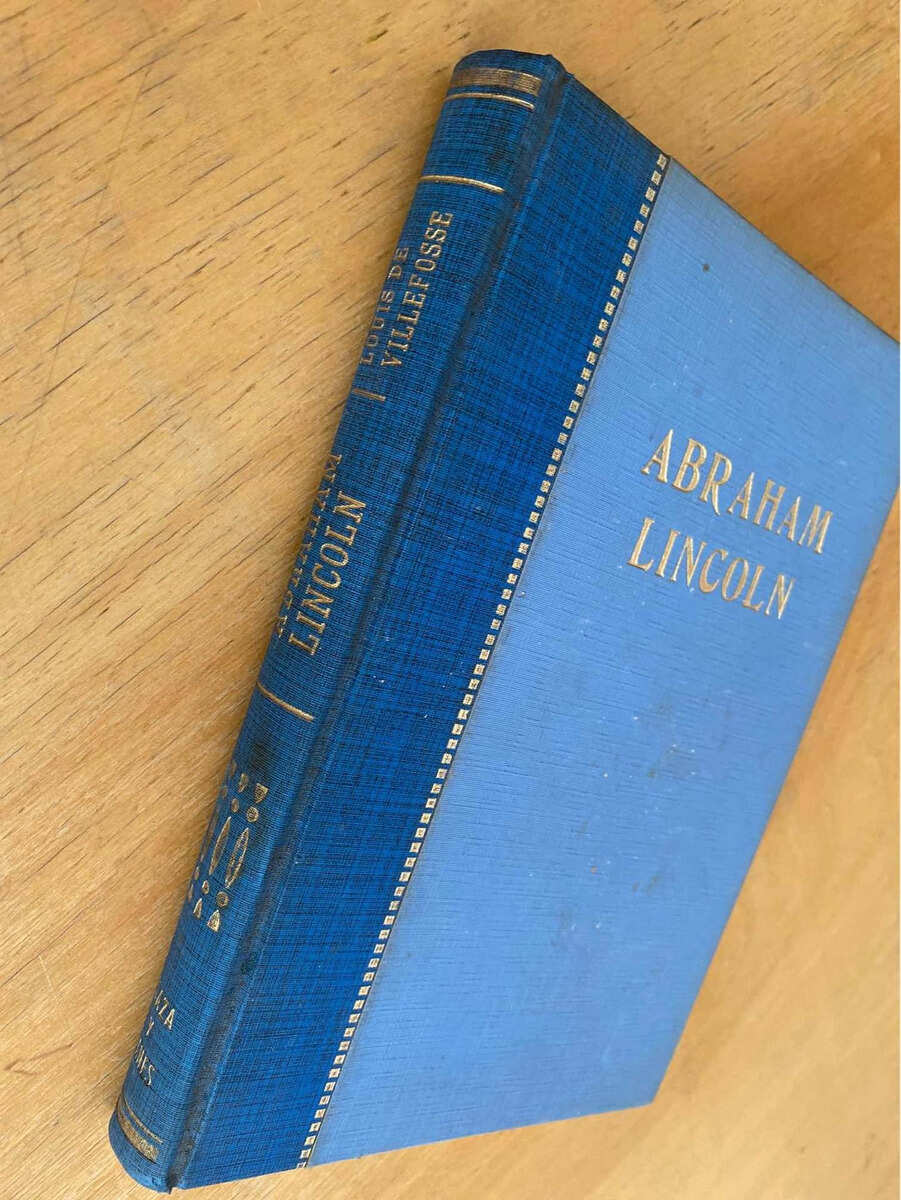 LOUIS DE
VILLEFOSSE
ABRAHAM
LINCOLN
Y
ABRAHAM
LINCOLN